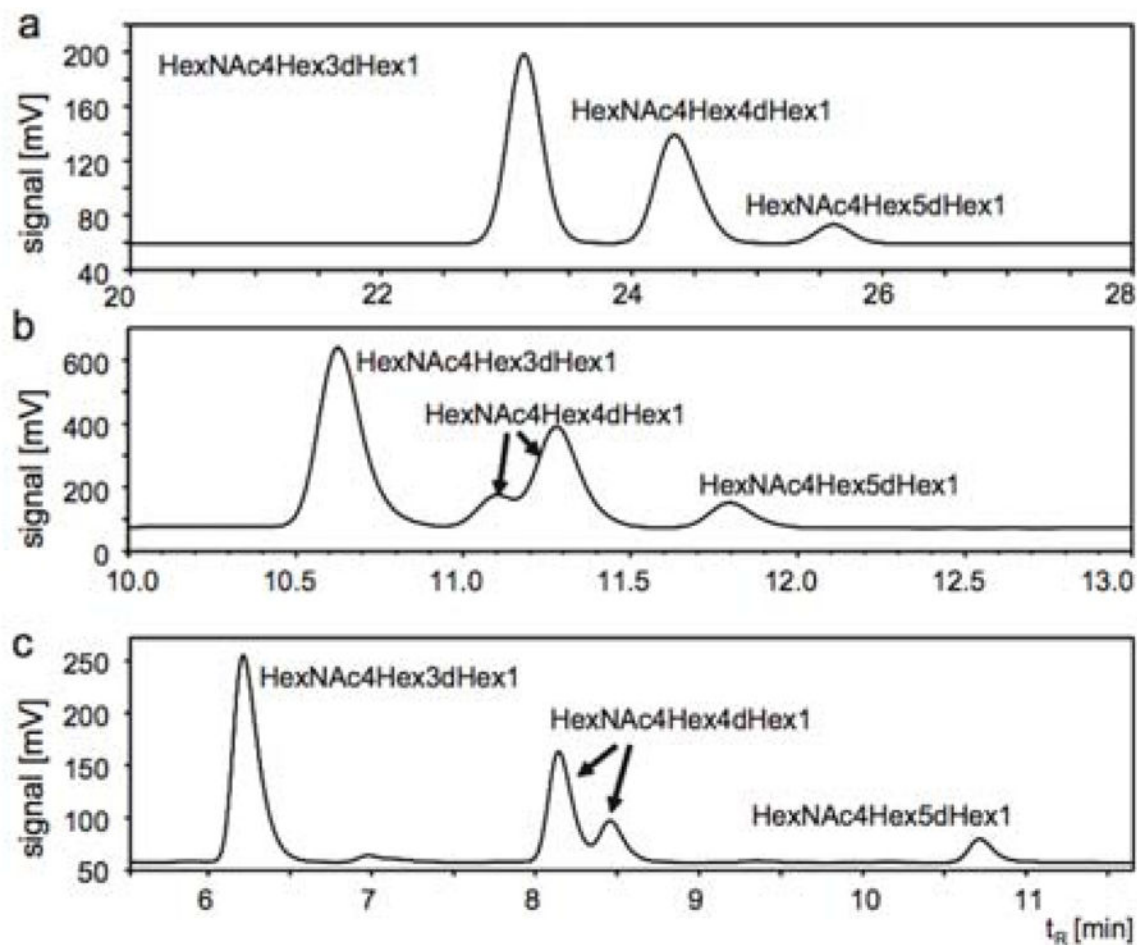 a
200
160
120
80
40
signal [mV]
HexNAc4Hex3dHex1
HexNAc4Hex4dHex1
HexNAc4Hex5dHex1
20 22 24 26 28
b
600
400
200
0
signal [mV]
HexNAc4Hex3dHex1
HexNAc4Hex4dHex1
HexNAc4Hex5dHex1
10.0 10.5 11.0 11.5 12.0 12.5 13.0
c
250
200
150
100
50
signal [mV]
HexNAc4Hex3dHex1
HexNAc4Hex4dHex1
HexNAc4Hex5dHex1
6 7 8 9 10 11
tR [min]